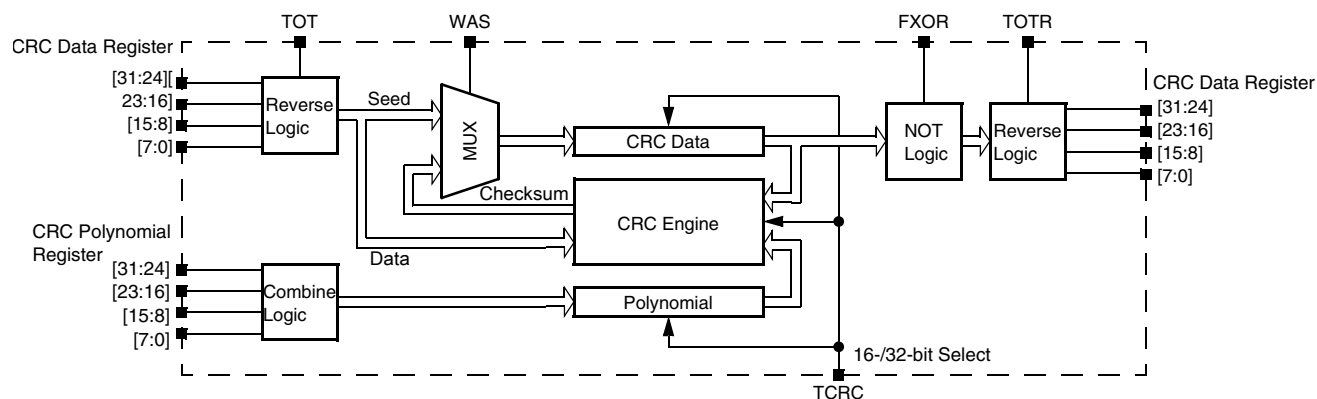 TOT
WAS
FXOR
TOTR
CRC Data Register
[31:24][
23:16]
[15:8]
[7:0]
Reverse
Logic
Seed
MUX
CRC Data
NOT
Logic
Reverse
Logic
CRC Data Register
[31:24]
[23:16]
[15:8]
[7:0]
Checksum
CRC Engine
Data
CRC Polynomial
Register
[31:24]
[23:16]
[15:8]
[7:0]
Combine
Logic
Polynomial
16-/32-bit Select
TCRC